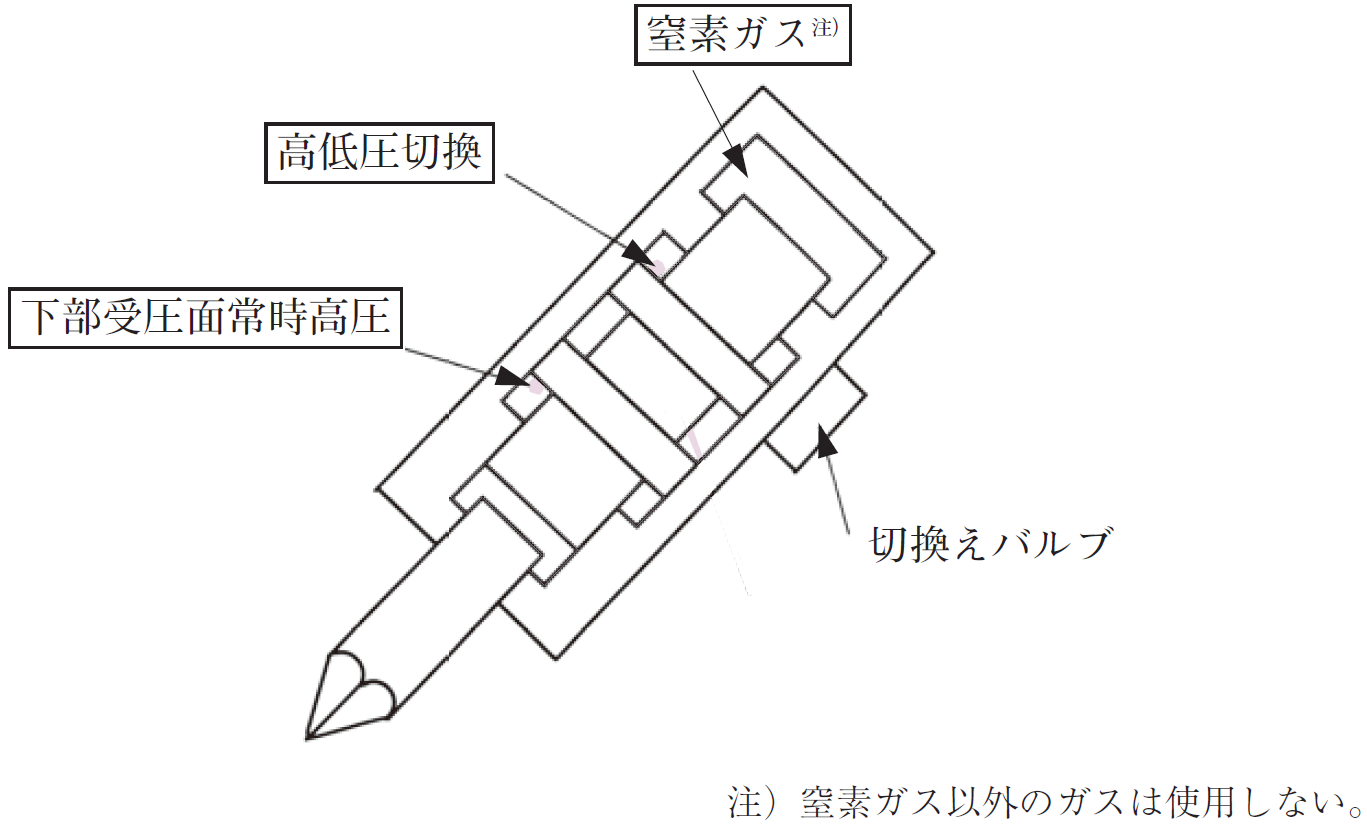 窒素ガス注)
高低圧切換
下部受圧面常時高圧
切換えバルブ
注）窒素ガス以外のガスは使用しない。